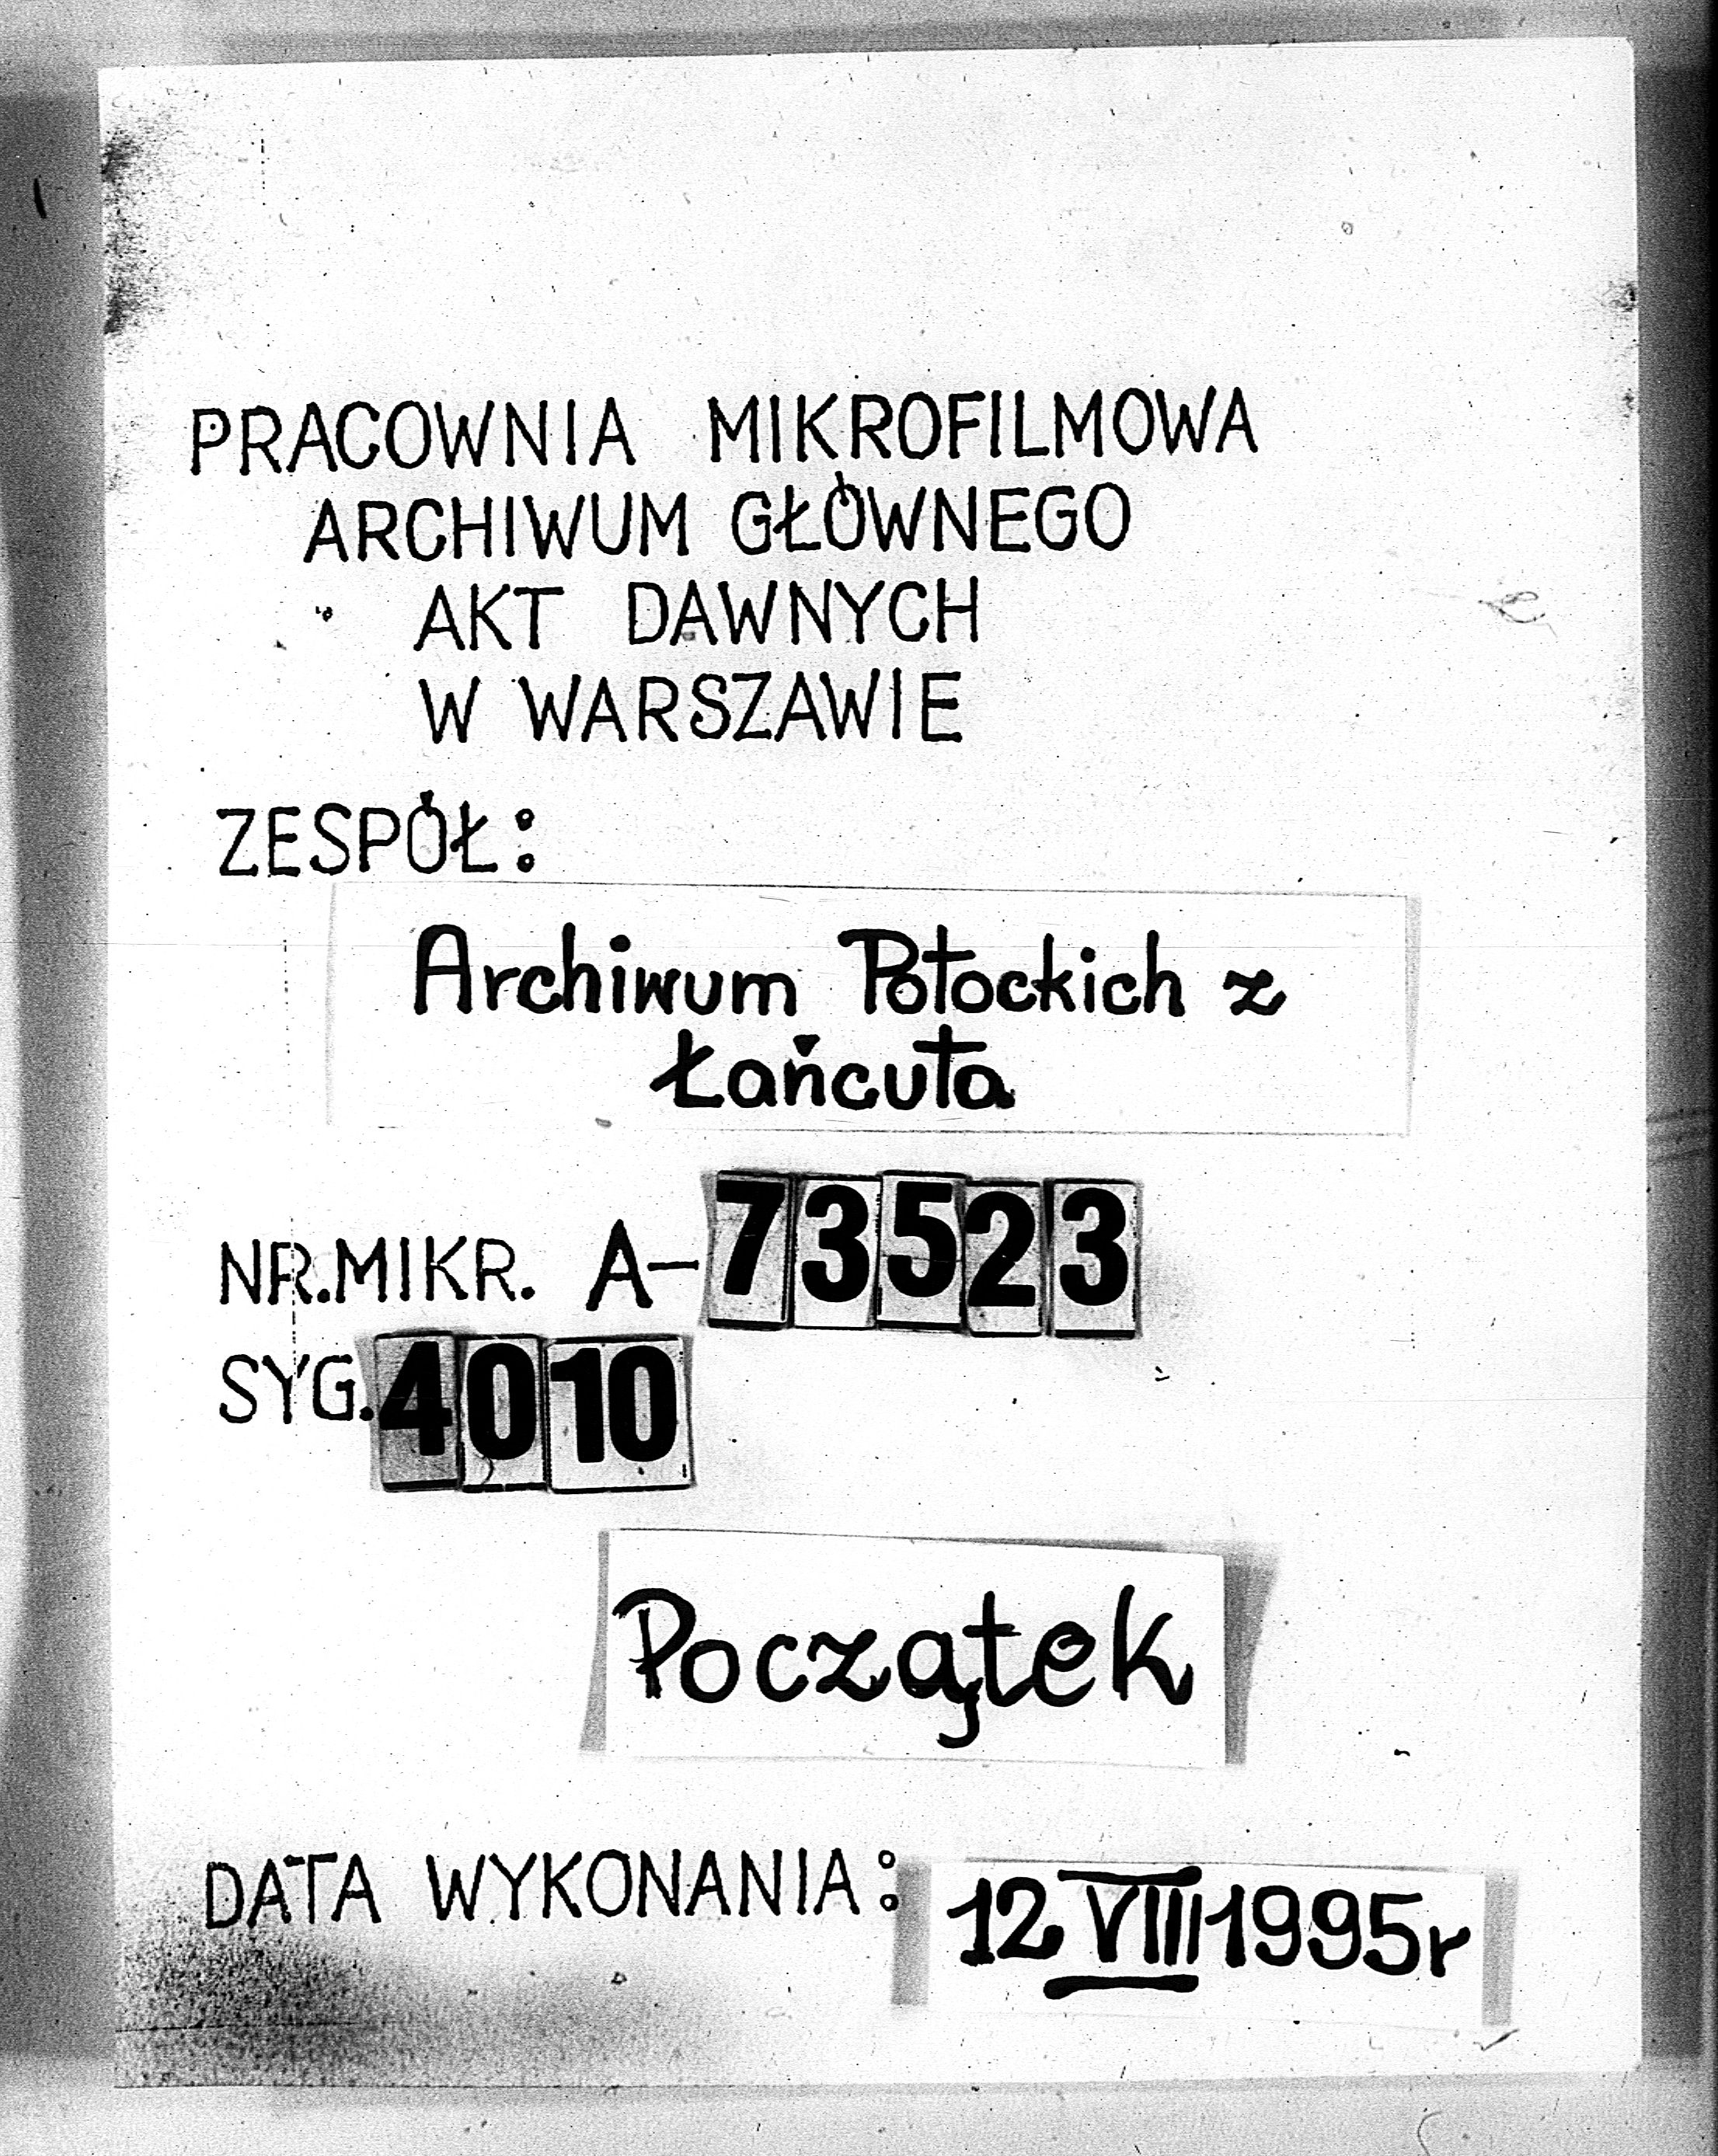 PRACOWNIA MIKROFILMOWA
ARCHIWUM GŁÓWNEGO
AKT DAWNYCH
W WARSZAWIE
ZESPÓŁ:
Archiwum Potockich z
Łańcuta
NR.MIKR. A-73523
SYG.4010
Początek
DATA WYKONANIA: 12 VIII 1995r